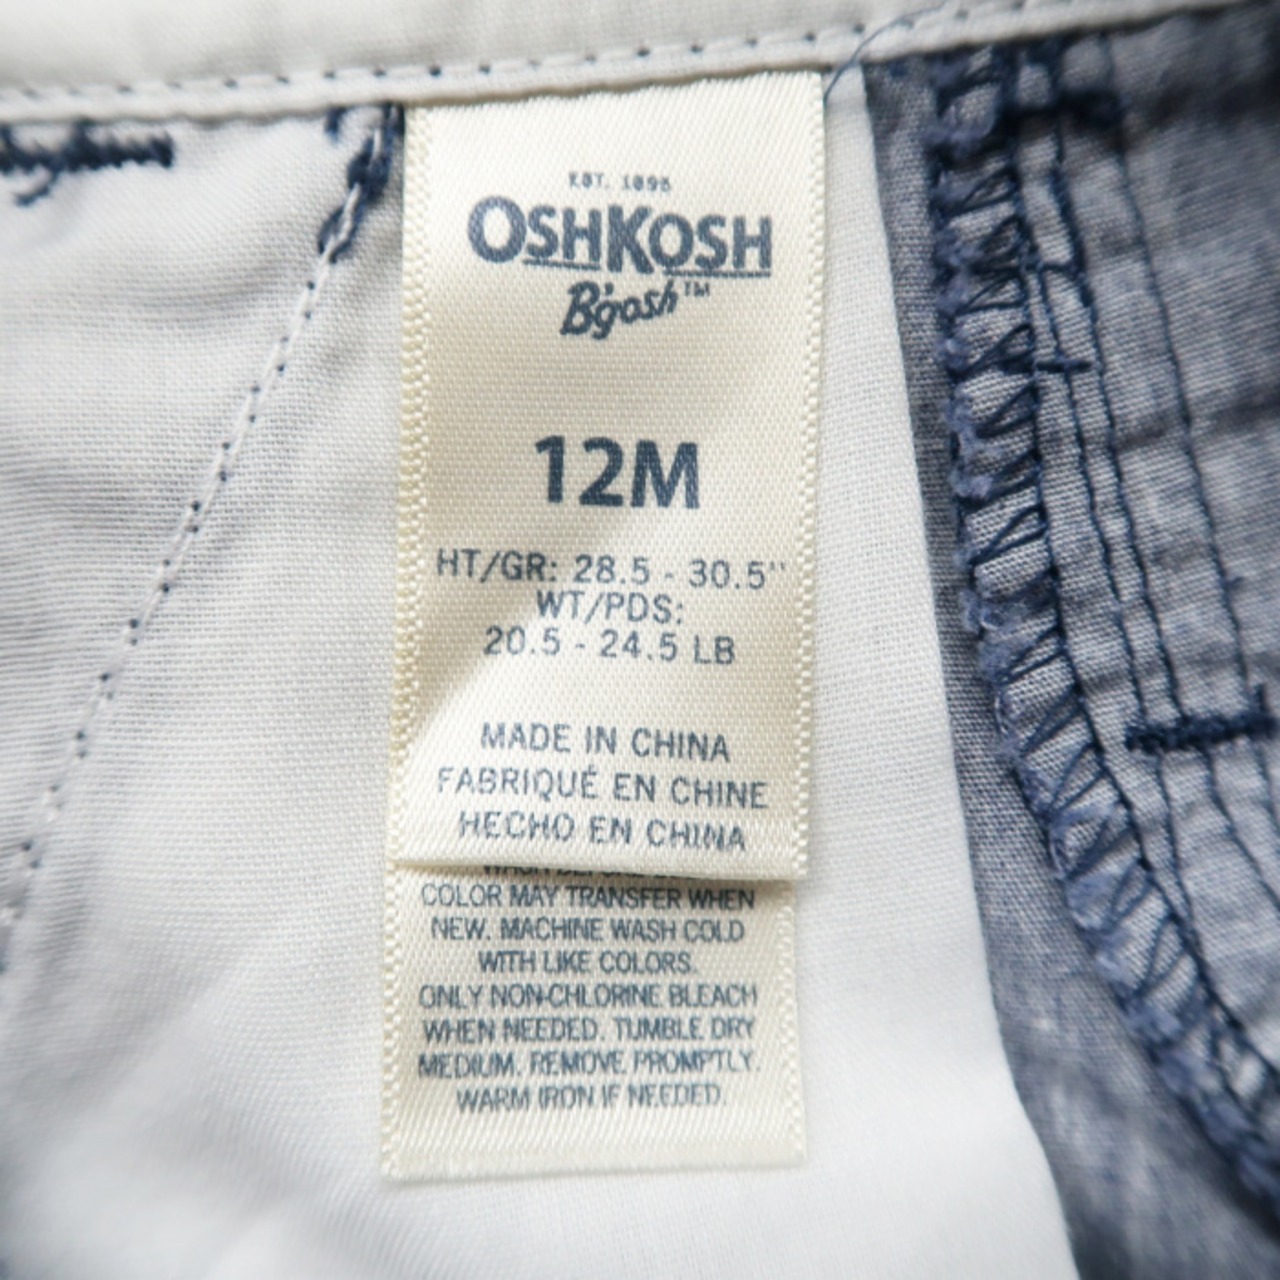 EST. 1895
OSHKOSH
B'gosh™
12M
HT/GR: 28.5 - 30.5"
WT/PDS:
20.5 - 24.5 LB
MADE IN CHINA
FABRIQUÉ EN CHINE
HECHO EN CHINA
COLOR MAY TRANSFER WHEN
NEW. MACHINE WASH COLD
WITH LIKE COLORS.
ONLY NON-CHLORINE BLEACH
WHEN NEEDED. TUMBLE DRY
MEDIUM. REMOVE PROMPTLY.
WARM IRON IF NEEDED.